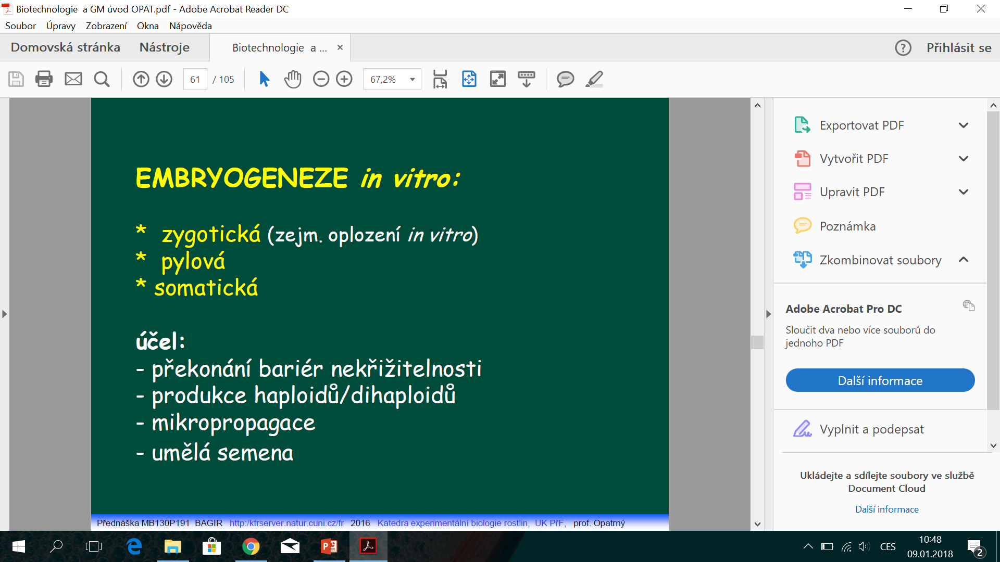 Biotechnologie  a GM úvod OPAT.pdf - Adobe Acrobat Reader DC
Soubor Úpravy Zobrazení Okna Nápověda
Domovská stránka Nástroje Biotechnologie  a ... × ? Přihlásit se
61 / 105 67,2%
EMBRYOGENEZE in vitro:
* zygotická (zejm. oplození in vitro)
* pylová
* somatická
účel:
- překonání bariér nekřižitelnosti
- produkce haploidů/dihaploidů
- mikropropagace
- umělá semena
Přednáška MB130P191 BAGIR http:/kfrserver.natur.cuni.cz/fr 2016 Katedra experimentální biologie rostlin, UK PřF, prof. Opatrný
Exportovat PDF
Vytvořit PDF
Upravit PDF
Poznámka
Zkombinovat soubory
Adobe Acrobat Pro DC
Sloučit dva nebo více souborů do
jednoho PDF
Další informace
Vyplnit a podepsat
Ukládejte a sdílejte soubory ve službě
Document Cloud
Další informace
CES
10:48
09.01.2018
2